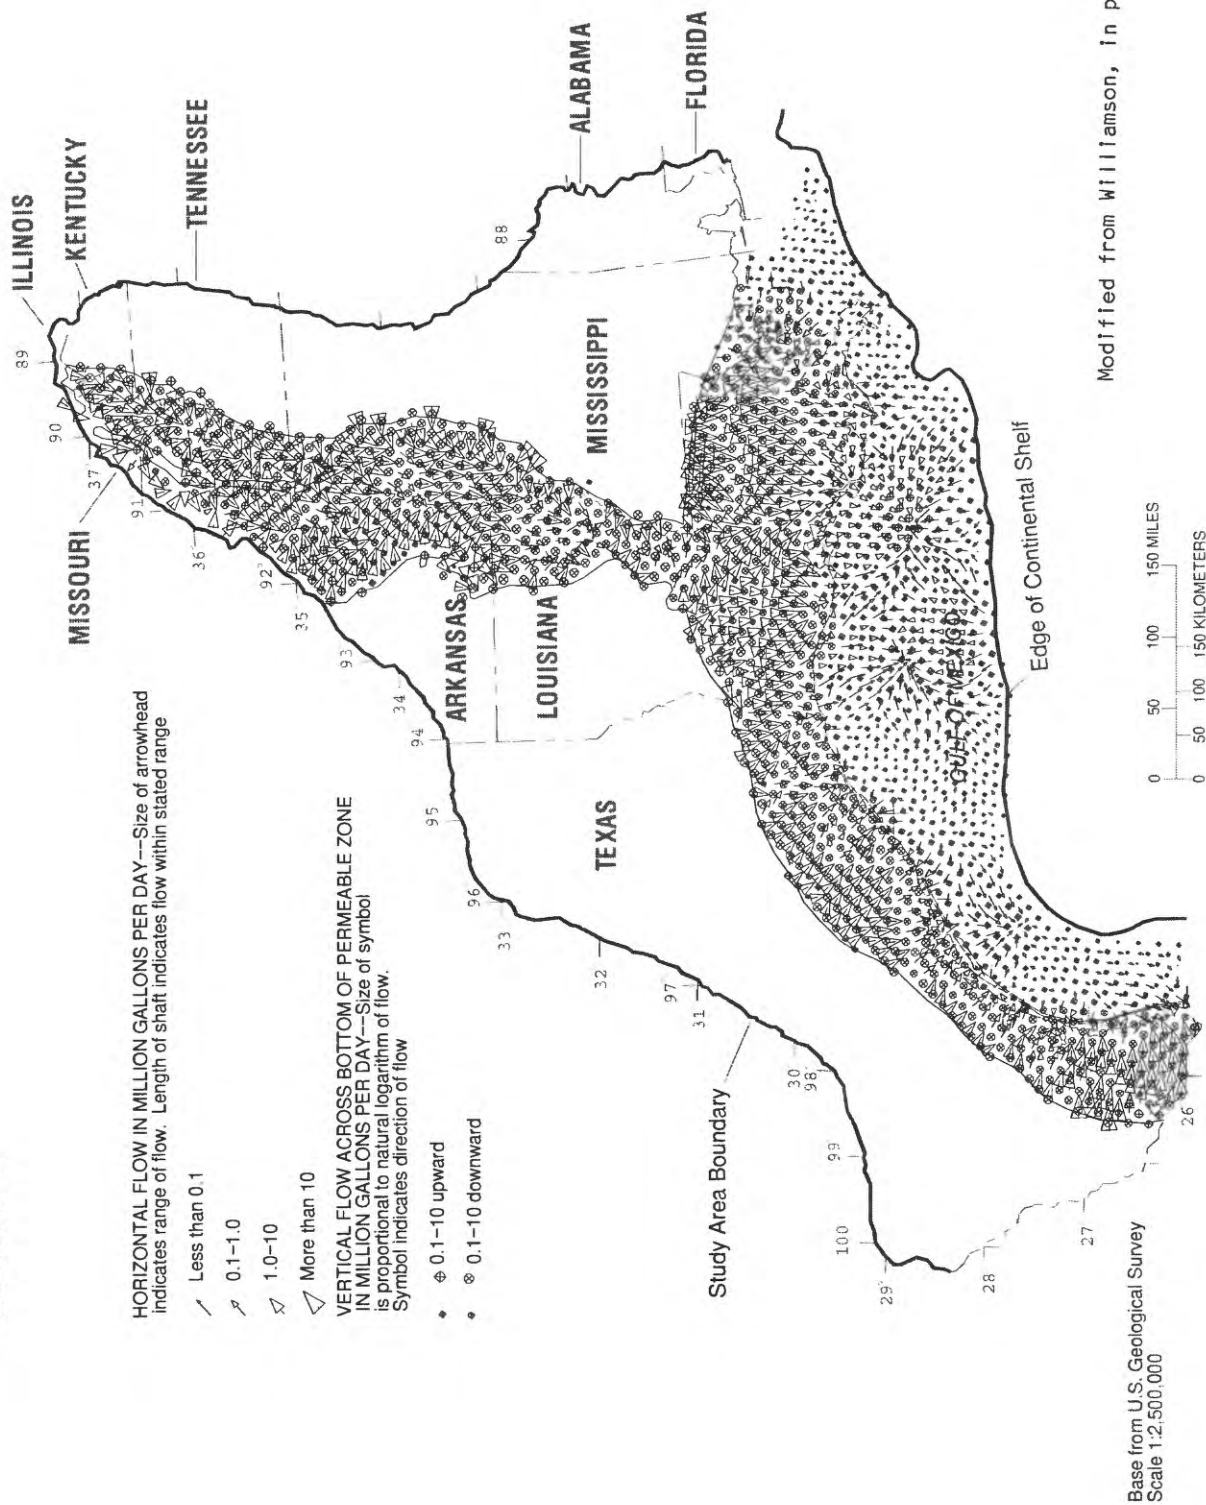 ILLINOIS
KENTUCKY
TENNESSEE
ALABAMA
FLORIDA
MISSOURI
ARKANSAS
LOUISIANA
MISSISSIPPI
TEXAS
GULF OF MEXICO
Edge of Continental Shelf
Study Area Boundary
89
90
37
91
36
92
35
93
34
94
95
96
33
32
97
31
30
98
99
100
29
28
27
26
88
HORIZONTAL FLOW IN MILLION GALLONS PER DAY--Size of arrowhead
indicates range of flow. Length of shaft indicates flow within stated range
Less than 0.1
0.1-1.0
1.0-10
More than 10
VERTICAL FLOW ACROSS BOTTOM OF PERMEABLE ZONE
IN MILLION GALLONS PER DAY--Size of symbol
is proportional to natural logarithm of flow.
Symbol indicates direction of flow
0.1-10 upward
0.1-10 downward
0 50 100 150 MILES
0 50 100 150 KILOMETERS
Base from U.S. Geological Survey
Scale 1:2,500,000
Modified from Williamson, in p